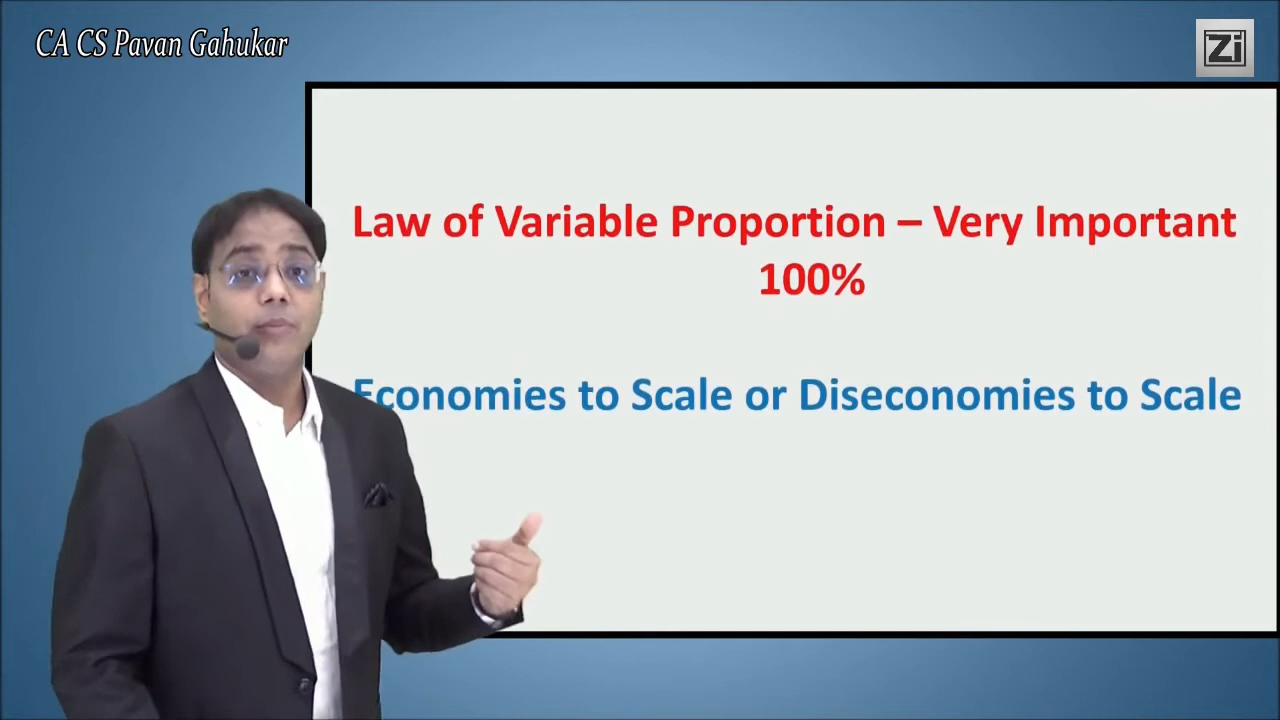 CA CS Pavan Gahukar
Zi
Law of Variable Proportion – Very Important
100%
Economies to Scale or Diseconomies to Scale